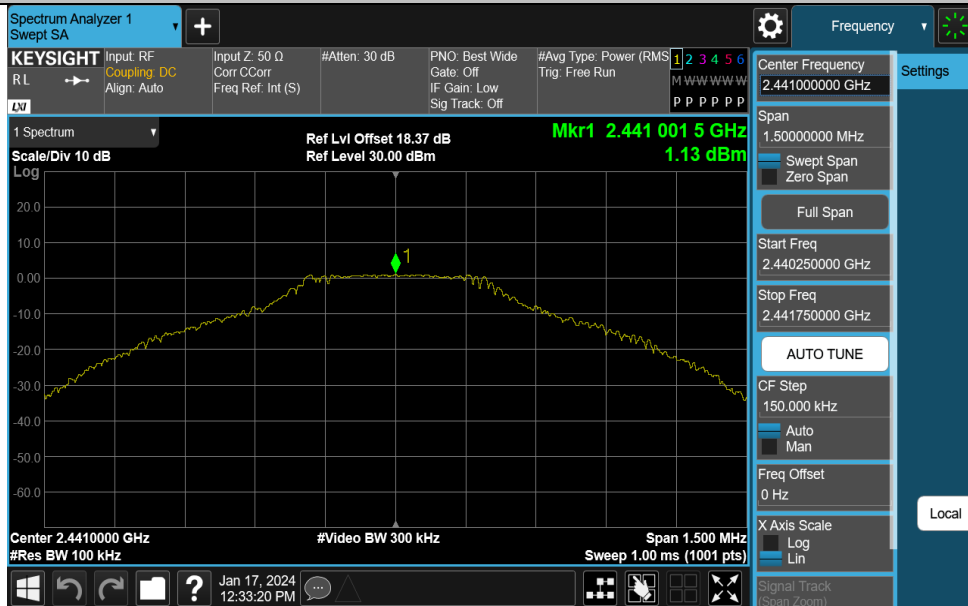 Spectrum Analyzer 1
Swept SA
+
Frequency
KEYSIGHT
R L
LXI
Input: RF
Coupling: DC
Align: Auto
Input Z: 50 Ω
Corr CCorr
Freq Ref: Int (S)
#Atten: 30 dB
PNO: Best Wide
Gate: Off
IF Gain: Low
Sig Track: Off
#Avg Type: Power (RMS
Trig: Free Run
1 2 3 4 5 6
M W W W W W
P P P P P P
1 Spectrum
Scale/Div 10 dB
Log
Ref Lvl Offset 18.37 dB
Ref Level 30.00 dBm
Mkr1 2.441 001 5 GHz
1.13 dBm
20.0
10.0
0.00
-10.0
-20.0
-30.0
-40.0
-50.0
-60.0
1
Center 2.4410000 GHz
#Res BW 100 kHz
#Video BW 300 kHz
Span 1.500 MHz
Sweep 1.00 ms (1001 pts)
?
Jan 17, 2024
12:33:20 PM
Center Frequency
2.441000000 GHz
Span
1.50000000 MHz
Swept Span
Zero Span
Full Span
Start Freq
2.440250000 GHz
Stop Freq
2.441750000 GHz
AUTO TUNE
CF Step
150.000 kHz
Auto
Man
Freq Offset
0 Hz
X Axis Scale
Log
Lin
Signal Track
(Span Zoom)
Settings
Local